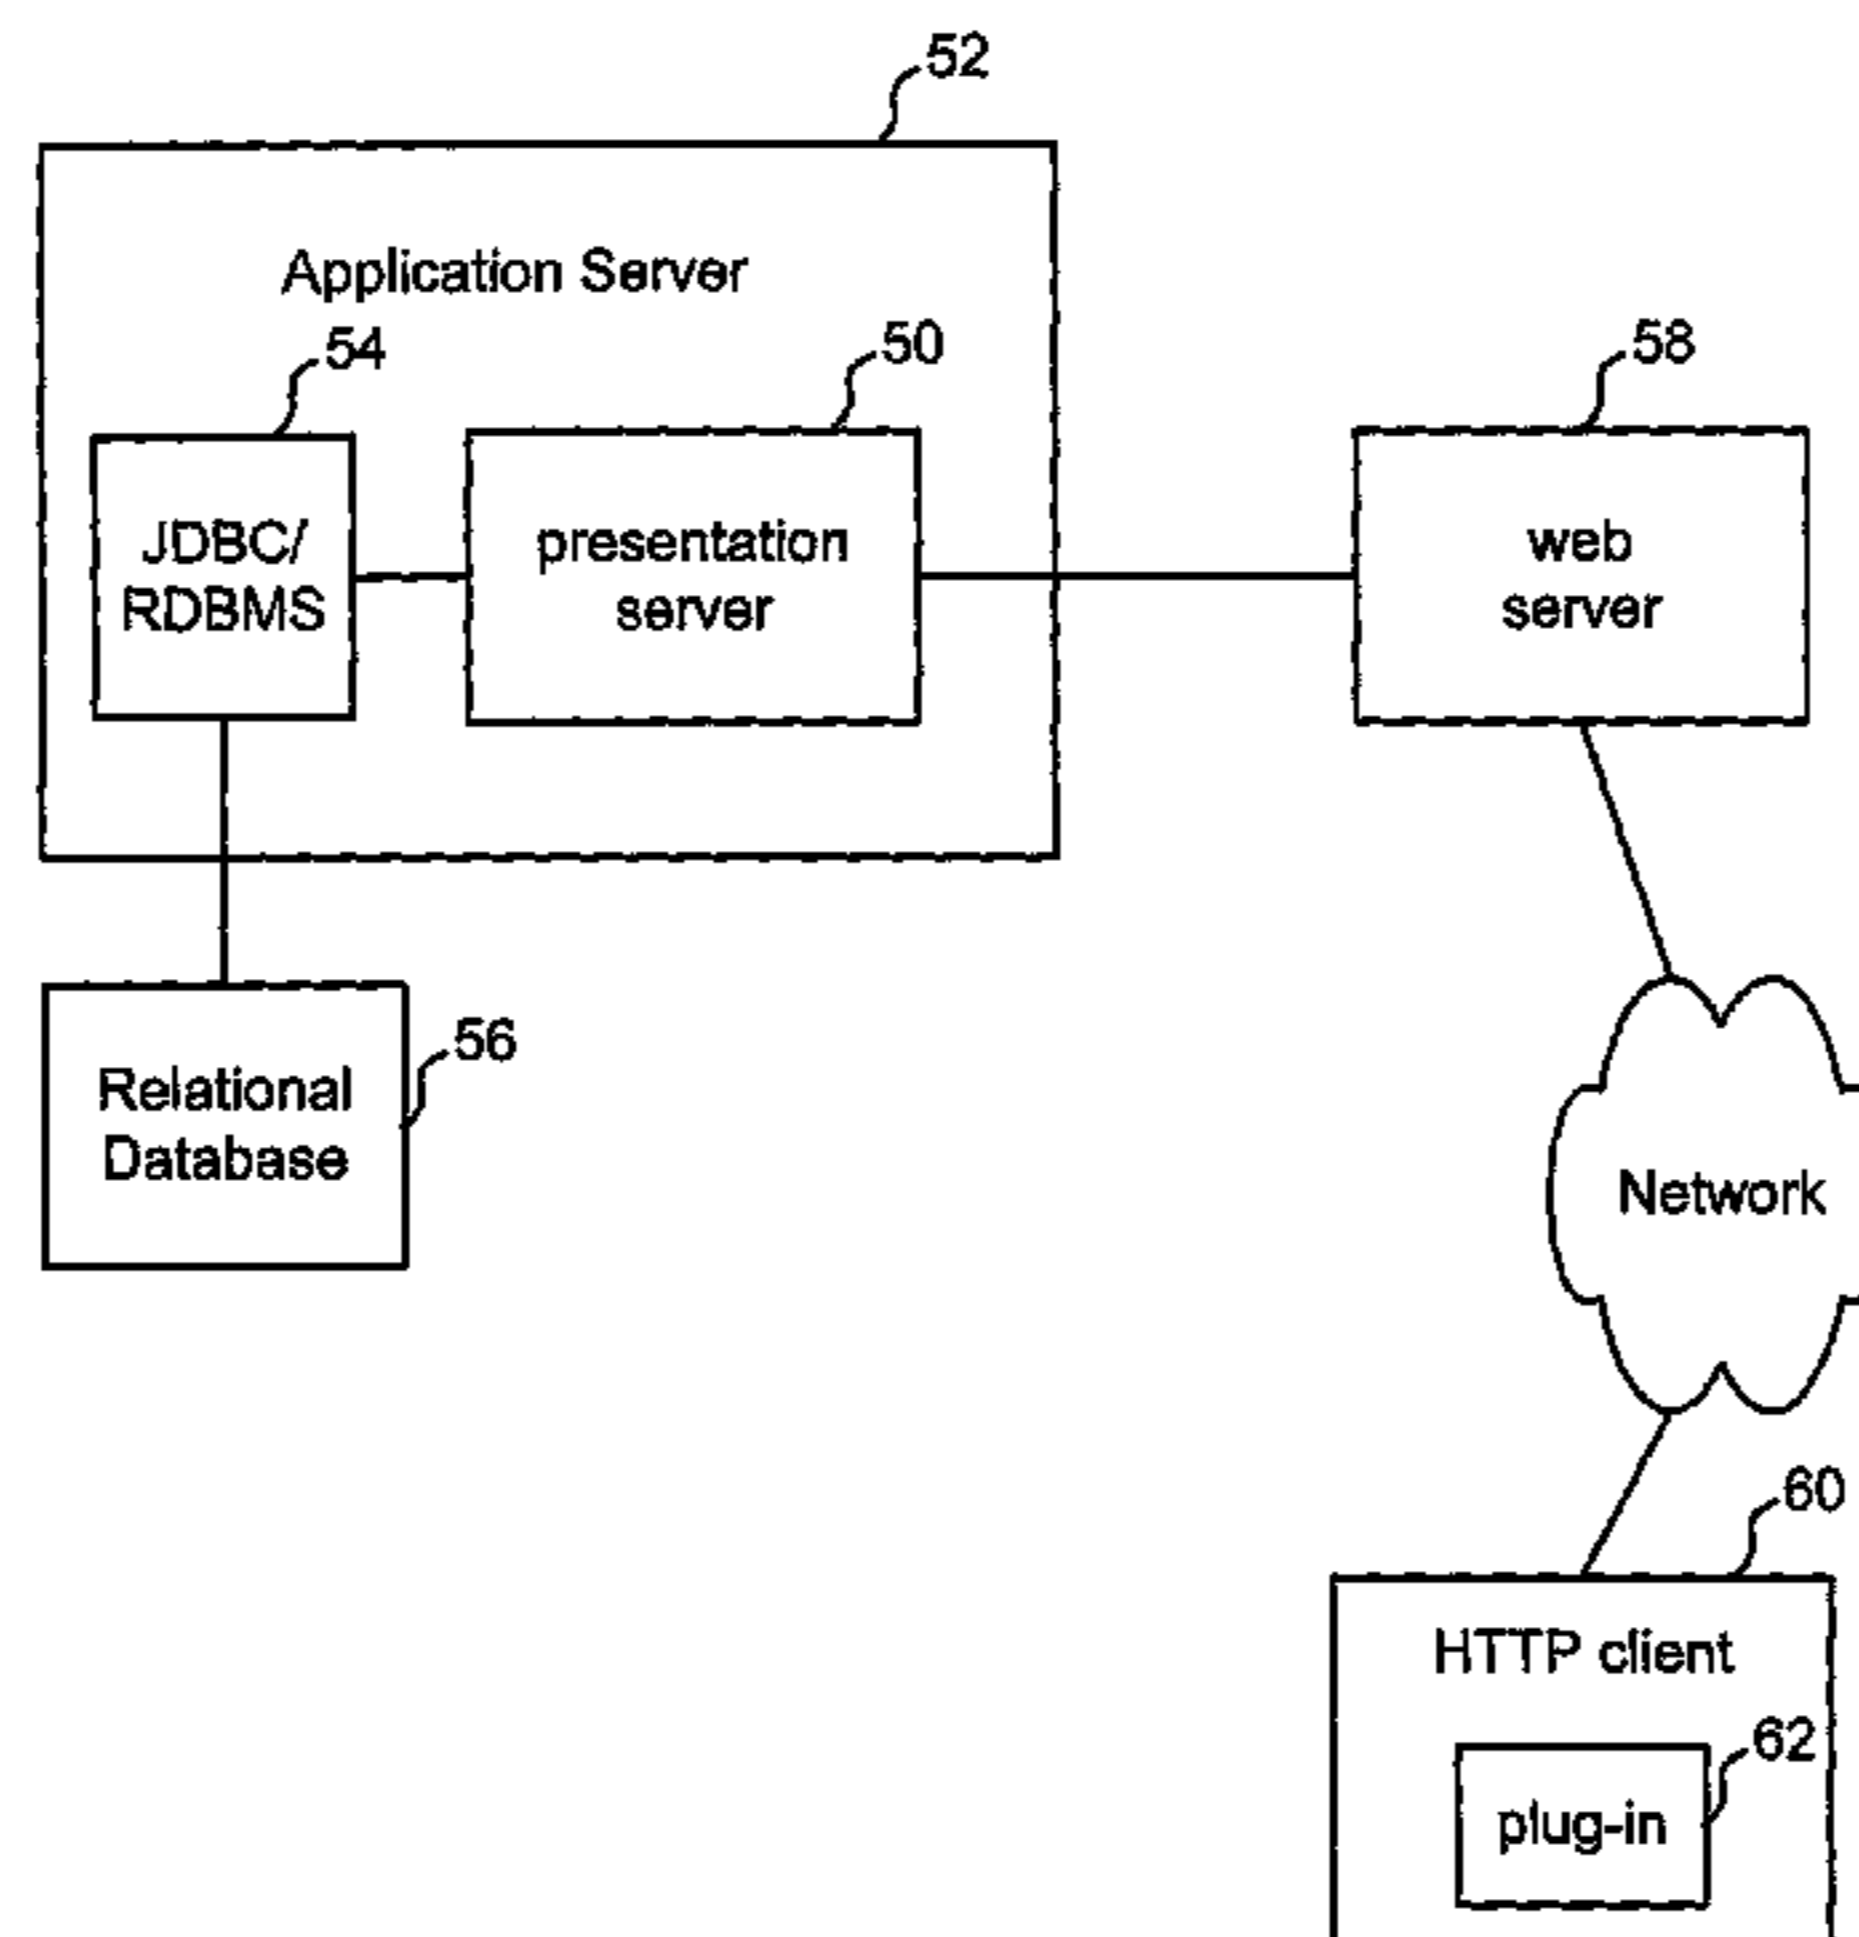 52
Application Server
54
50
58
JDBC/
RDBMS
presentation
server
web
server
56
Relational
Database
Network
60
HTTP client
62
plug-in